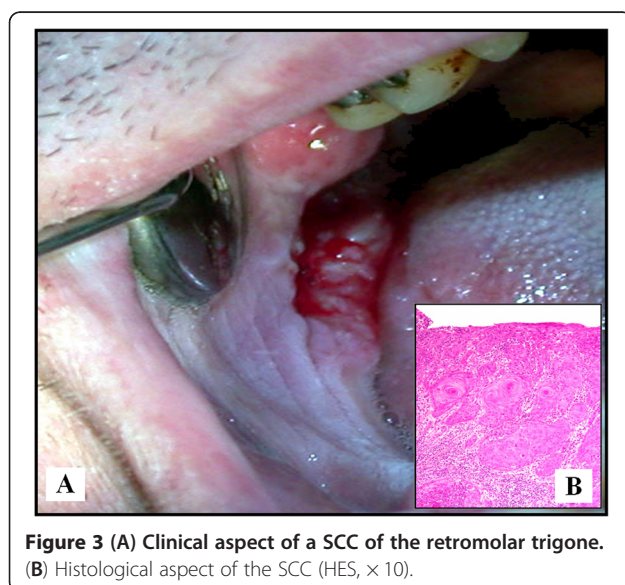 A
B
Figure 3 (A) Clinical aspect of a SCC of the retromolar trigone.
(B) Histological aspect of the SCC (HES, × 10).